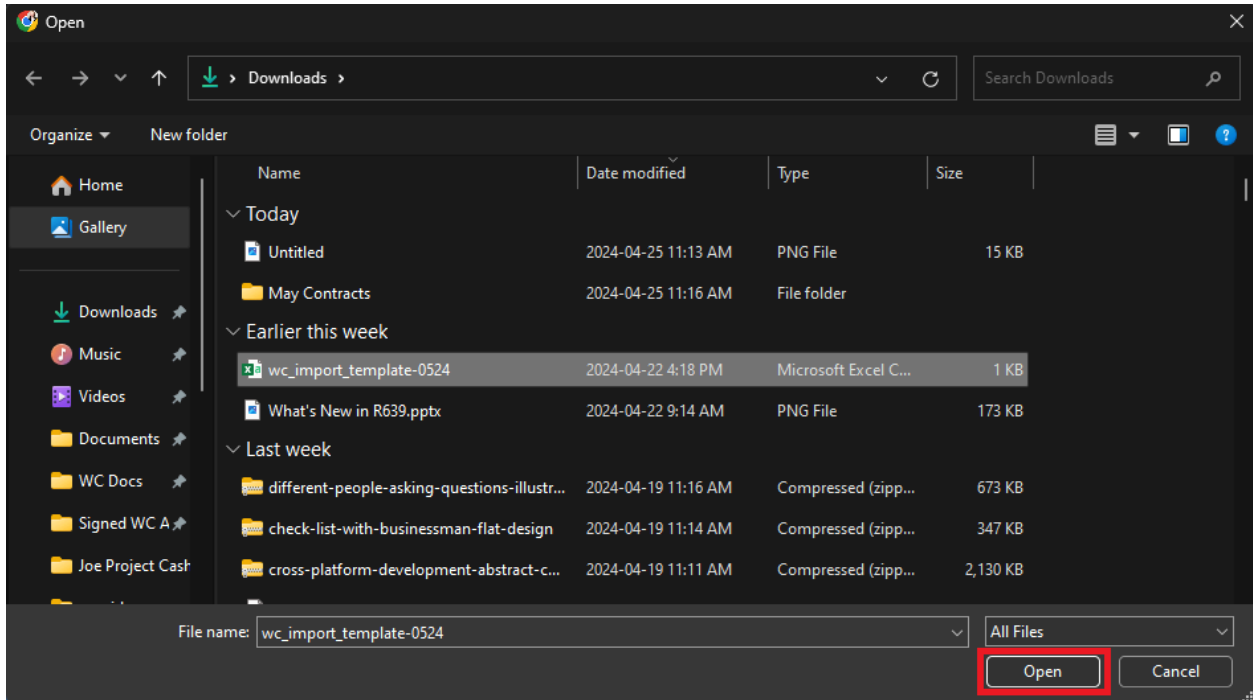 Open
Downloads
Search Downloads
Organize
New folder
Name Date modified Type Size
Home
Gallery
Downloads
Music
Videos
Documents
WC Docs
Signed WC A
Joe Project Cash
Today
Untitled 2024-04-25 11:13 AM PNG File 15 KB
May Contracts 2024-04-25 11:16 AM File folder
Earlier this week
wc_import_template-0524 2024-04-22 4:18 PM Microsoft Excel C... 1 KB
What's New in R639.pptx 2024-04-22 9:14 AM PNG File 173 KB
Last week
different-people-asking-questions-illustr... 2024-04-19 11:16 AM Compressed (zipp... 673 KB
check-list-with-businessman-flat-design 2024-04-19 11:14 AM Compressed (zipp... 347 KB
cross-platform-development-abstract-c... 2024-04-19 11:11 AM Compressed (zipp... 2,130 KB
File name: wc_import_template-0524 All Files
Open Cancel